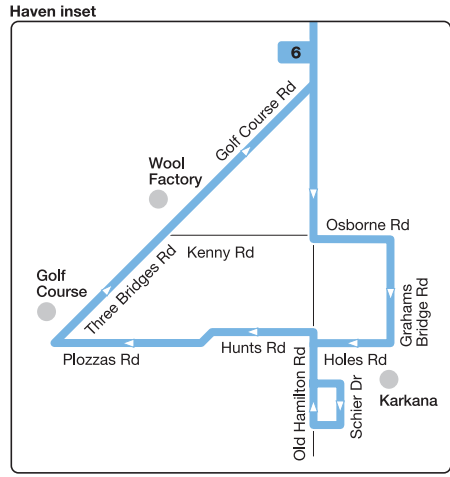 Haven inset
6
Golf Course Rd
Wool
Factory
Osborne Rd
Kenny Rd
Three Bridges Rd
Golf
Course
Grahams
Bridge Rd
Plozzas Rd
Hunts Rd
Old Hamilton Rd
Holes Rd
Schier Dr
Karkana